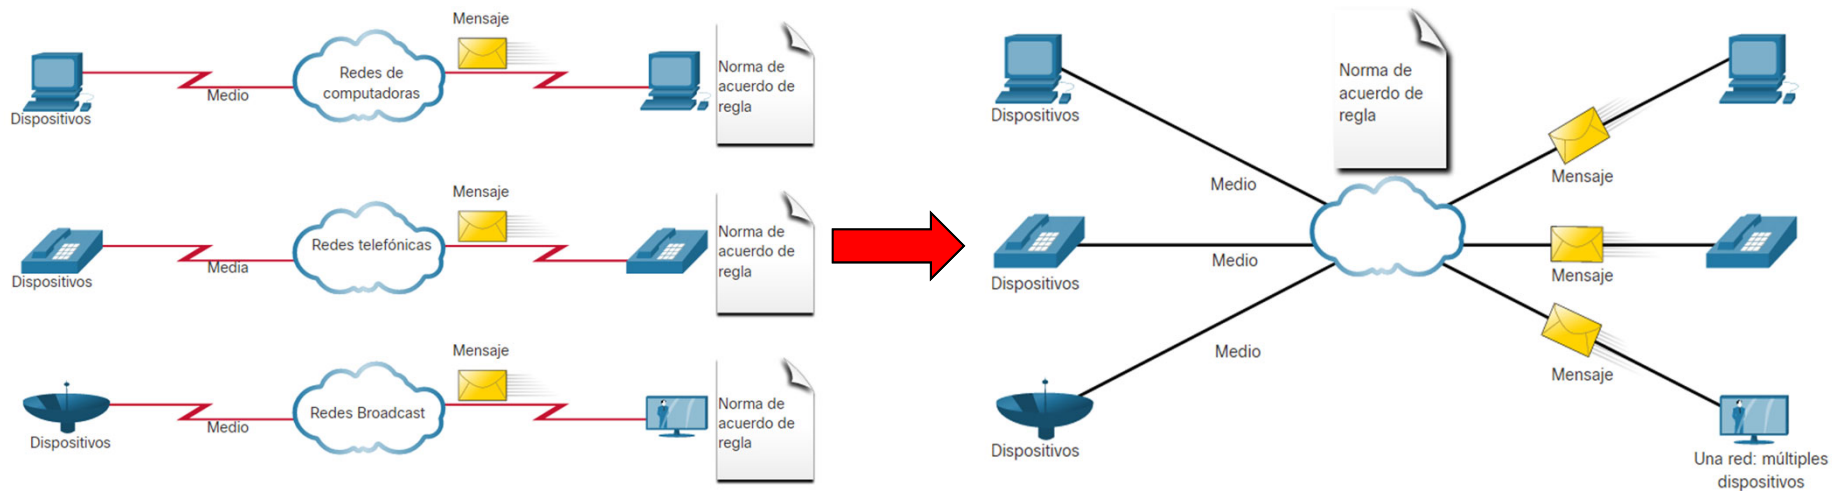 Mensaje
Redes de
computadoras
Medio
Dispositivos
Norma de
acuerdo de
regla
Mensaje
Redes telefónicas
Media
Dispositivos
Norma de
acuerdo de
regla
Mensaje
Redes Broadcast
Medio
Dispositivos
Norma de
acuerdo de
regla
Norma de
acuerdo de
regla
Dispositivos
Medio
Mensaje
Dispositivos
Medio
Mensaje
Dispositivos
Medio
Mensaje
Una red: múltiples
dispositivos